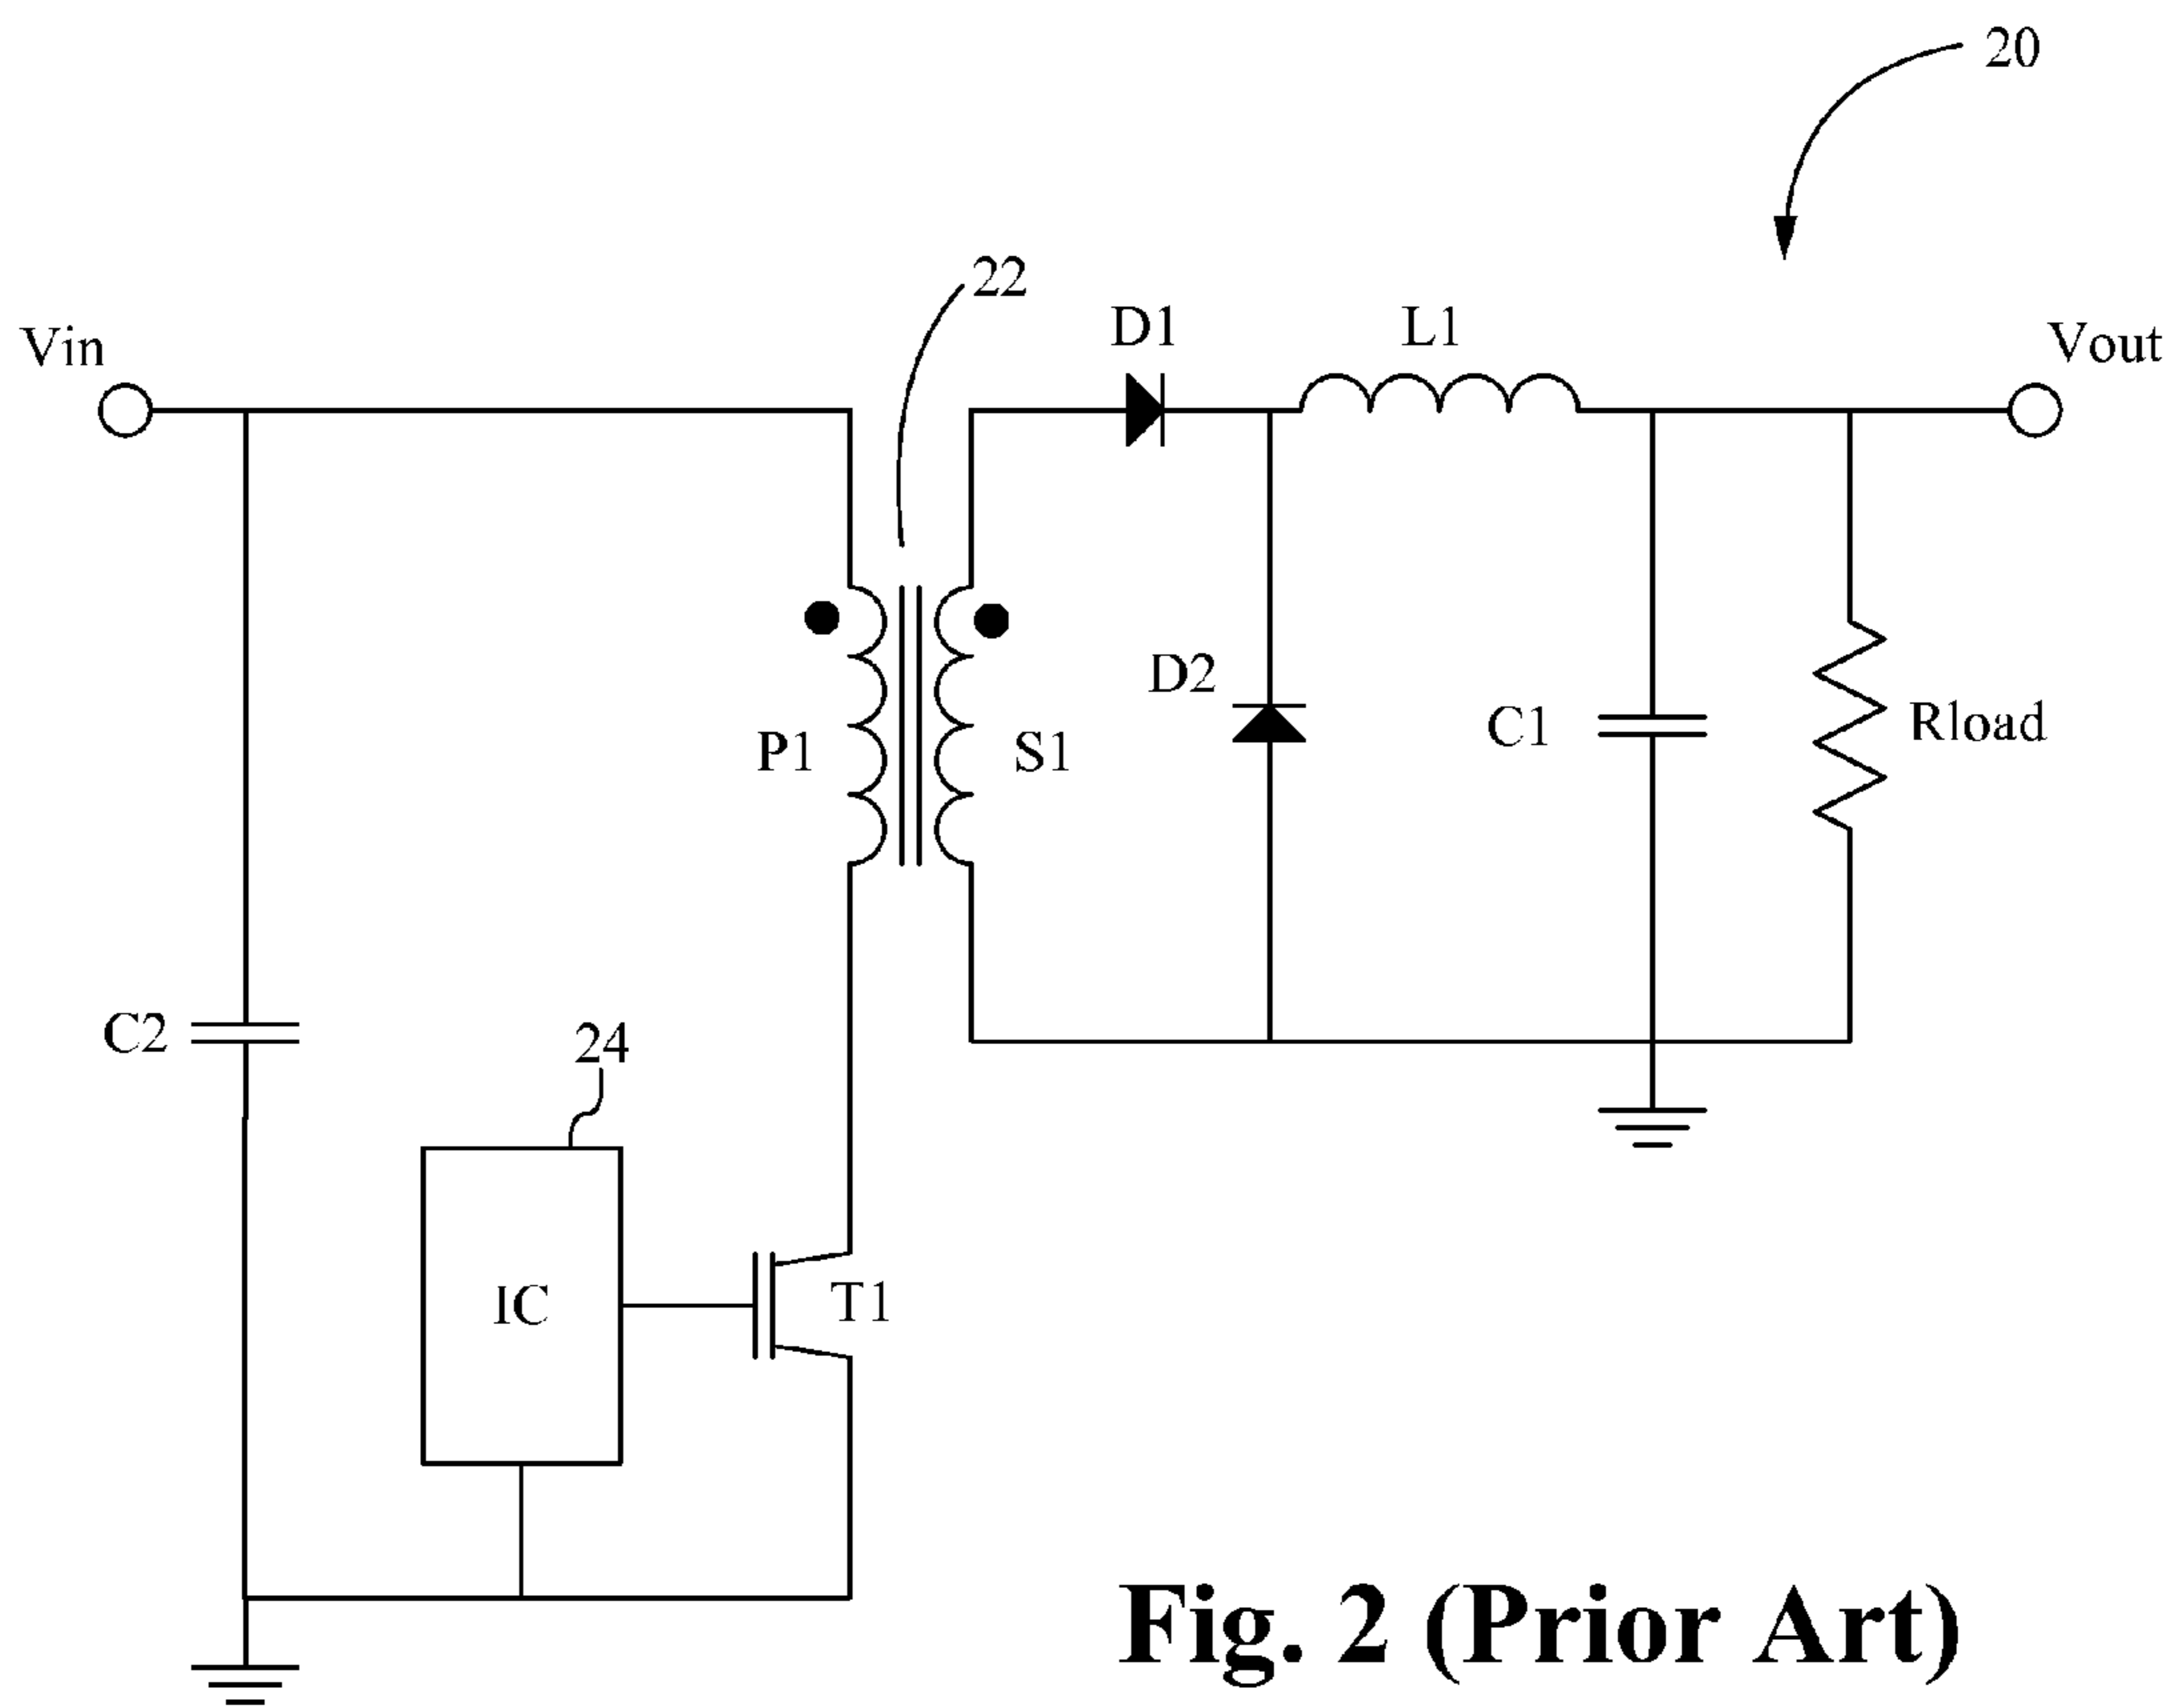 20
22
D1
L1
Vin
Vout
D2
C1
Rload
P1
S1
C2
24
IC
T1
Fig. 2 (Prior Art)